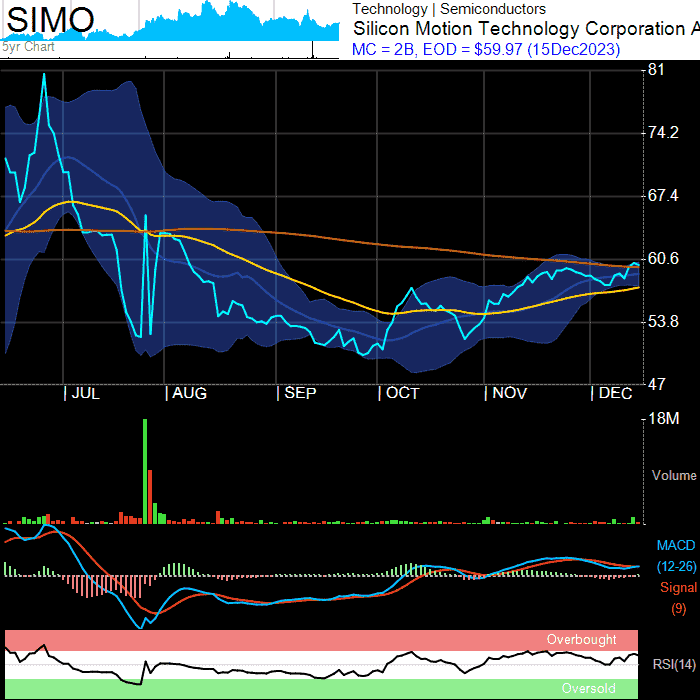 SIMO
5yr Chart
Technology | Semiconductors
Silicon Motion Technology Corporation A
MC = 2B, EOD = $59.97 (15Dec2023)
81
74.2
67.4
60.6
53.8
47
| JUL | AUG | SEP | OCT | NOV | DEC
18M
Volume
MACD
(12-26)
Signal
(9)
Overbought
RSI(14)
Oversold